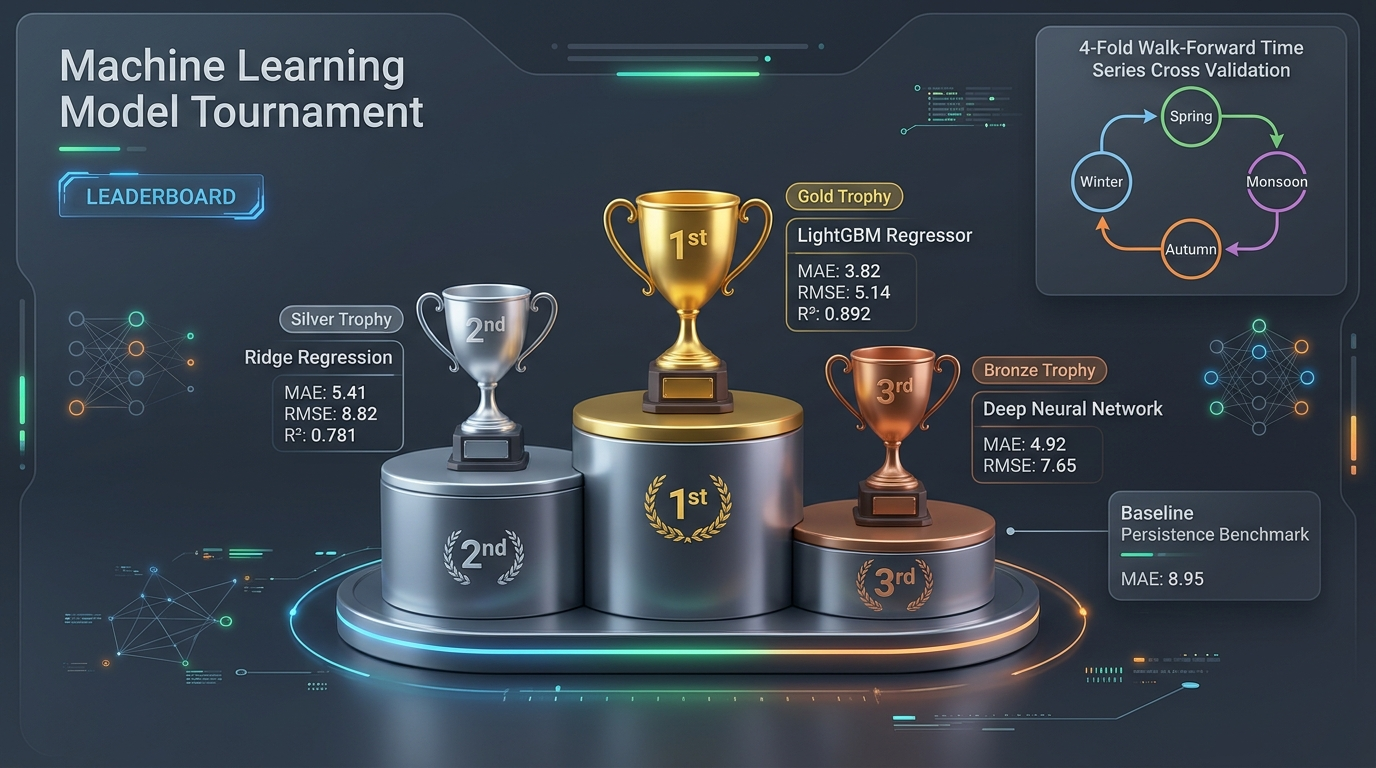 Machine Learning
Model Tournament
LEADERBOARD
4-Fold Walk-Forward Time
Series Cross Validation
Spring
Winter
Monsoon
Autumn
Gold Trophy
LightGBM Regressor
MAE: 3.82
RMSE: 5.14
R²: 0.892
1st
Silver Trophy
Ridge Regression
MAE: 5.41
RMSE: 8.82
R²: 0.781
2nd
Bronze Trophy
Deep Neural Network
MAE: 4.92
RMSE: 7.65
3rd
1st
2nd
3rd
Baseline
Persistence Benchmark
MAE: 8.95